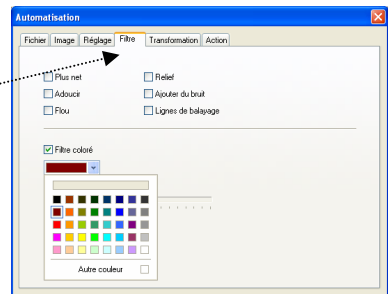 Automatisation
Fichier Image Réglage Filtre Transformation Action
Plus net Relief
Adoucir Ajouter du bruit
Flou Lignes de balayage
Filtre coloré
Autre couleur